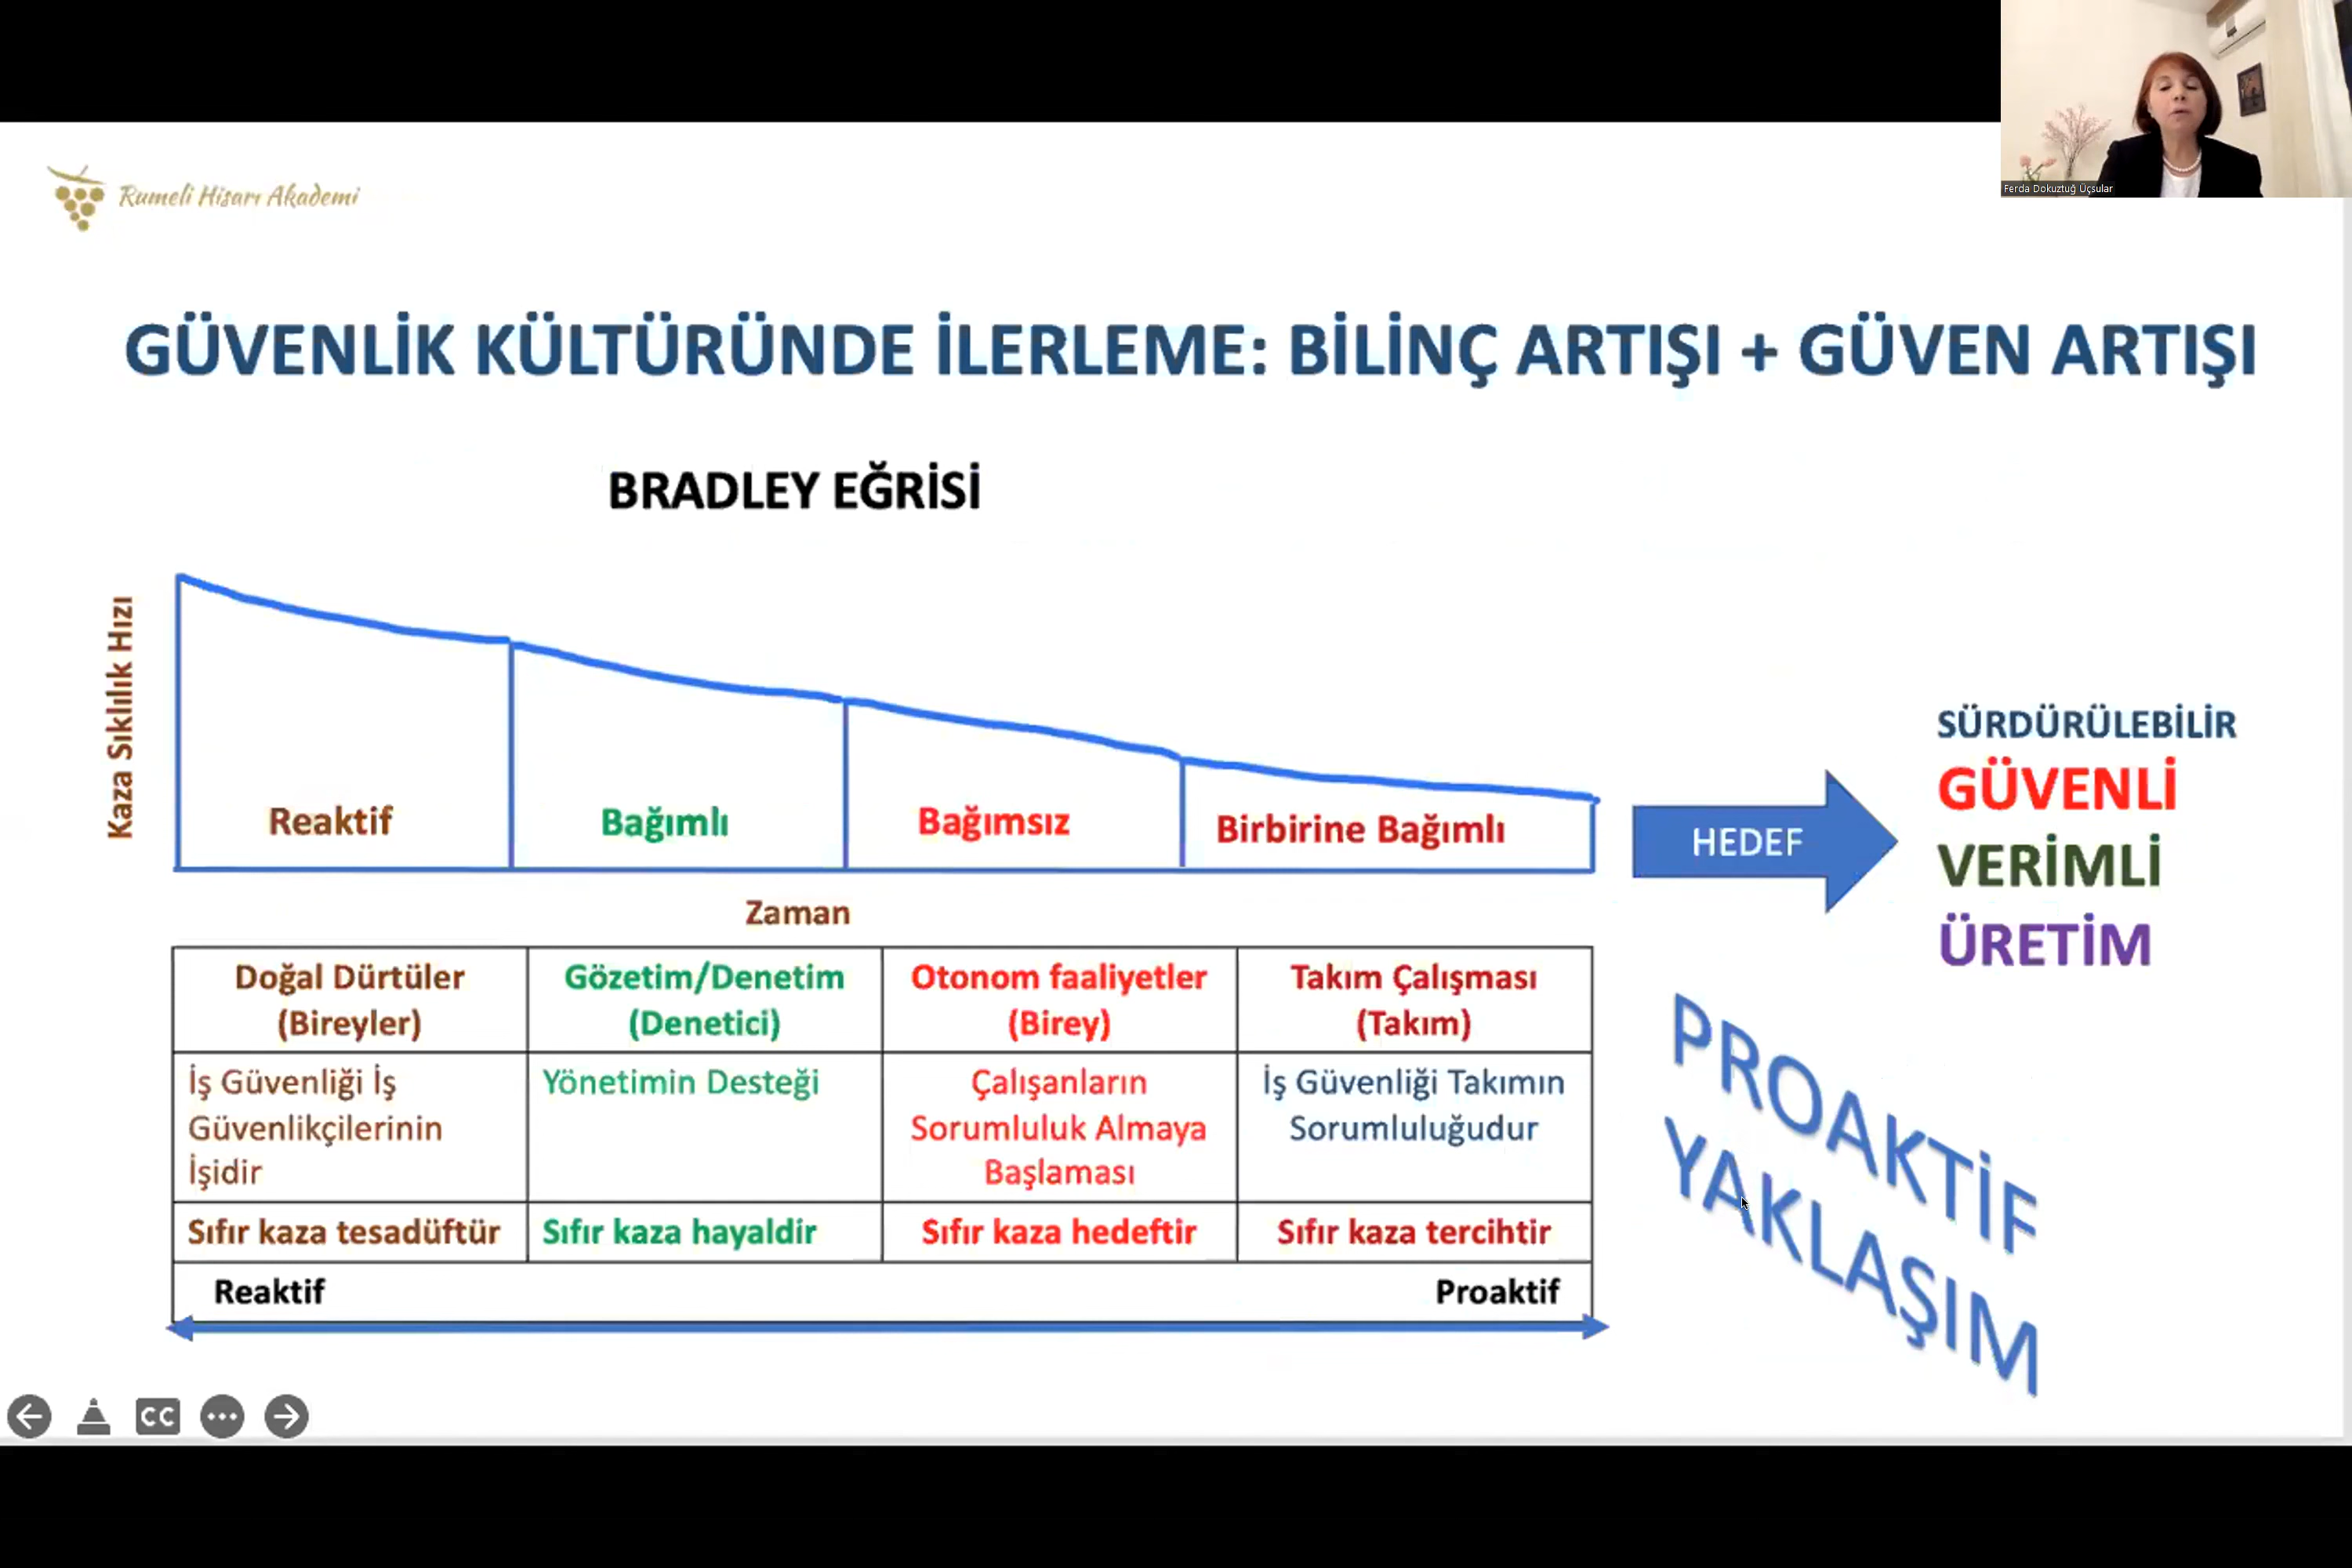 Ferda Dokuztuğ Üçsular
Rumeli Hisarı Akademi
GÜVENLİK KÜLTÜRÜNDE İLERLEME: BİLİNÇ ARTIŞI + GÜVEN ARTIŞI
BRADLEY EĞRİSİ
Kaza Sıklılık Hızı
Reaktif
Bağımlı
Bağımsız
Birbirine Bağımlı
Zaman
HEDEF
SÜRDÜRÜLEBİLİR
GÜVENLİ
VERİMLİ
ÜRETİM
Doğal Dürtüler
(Bireyler)
Gözetim/Denetim
(Denetici)
Otonom faaliyetler
(Birey)
Takım Çalışması
(Takım)
İş Güvenliği İş
Güvenlikçilerinin
İşidir
Yönetimin Desteği
Çalışanların
Sorumluluk Almaya
Başlaması
İş Güvenliği Takımın
Sorumluluğudur
Sıfır kaza tesadüftür
Sıfır kaza hayaldir
Sıfır kaza hedeftir
Sıfır kaza tercihtir
Reaktif
Proaktif
PROAKTİF
YAKLAŞIM
CC